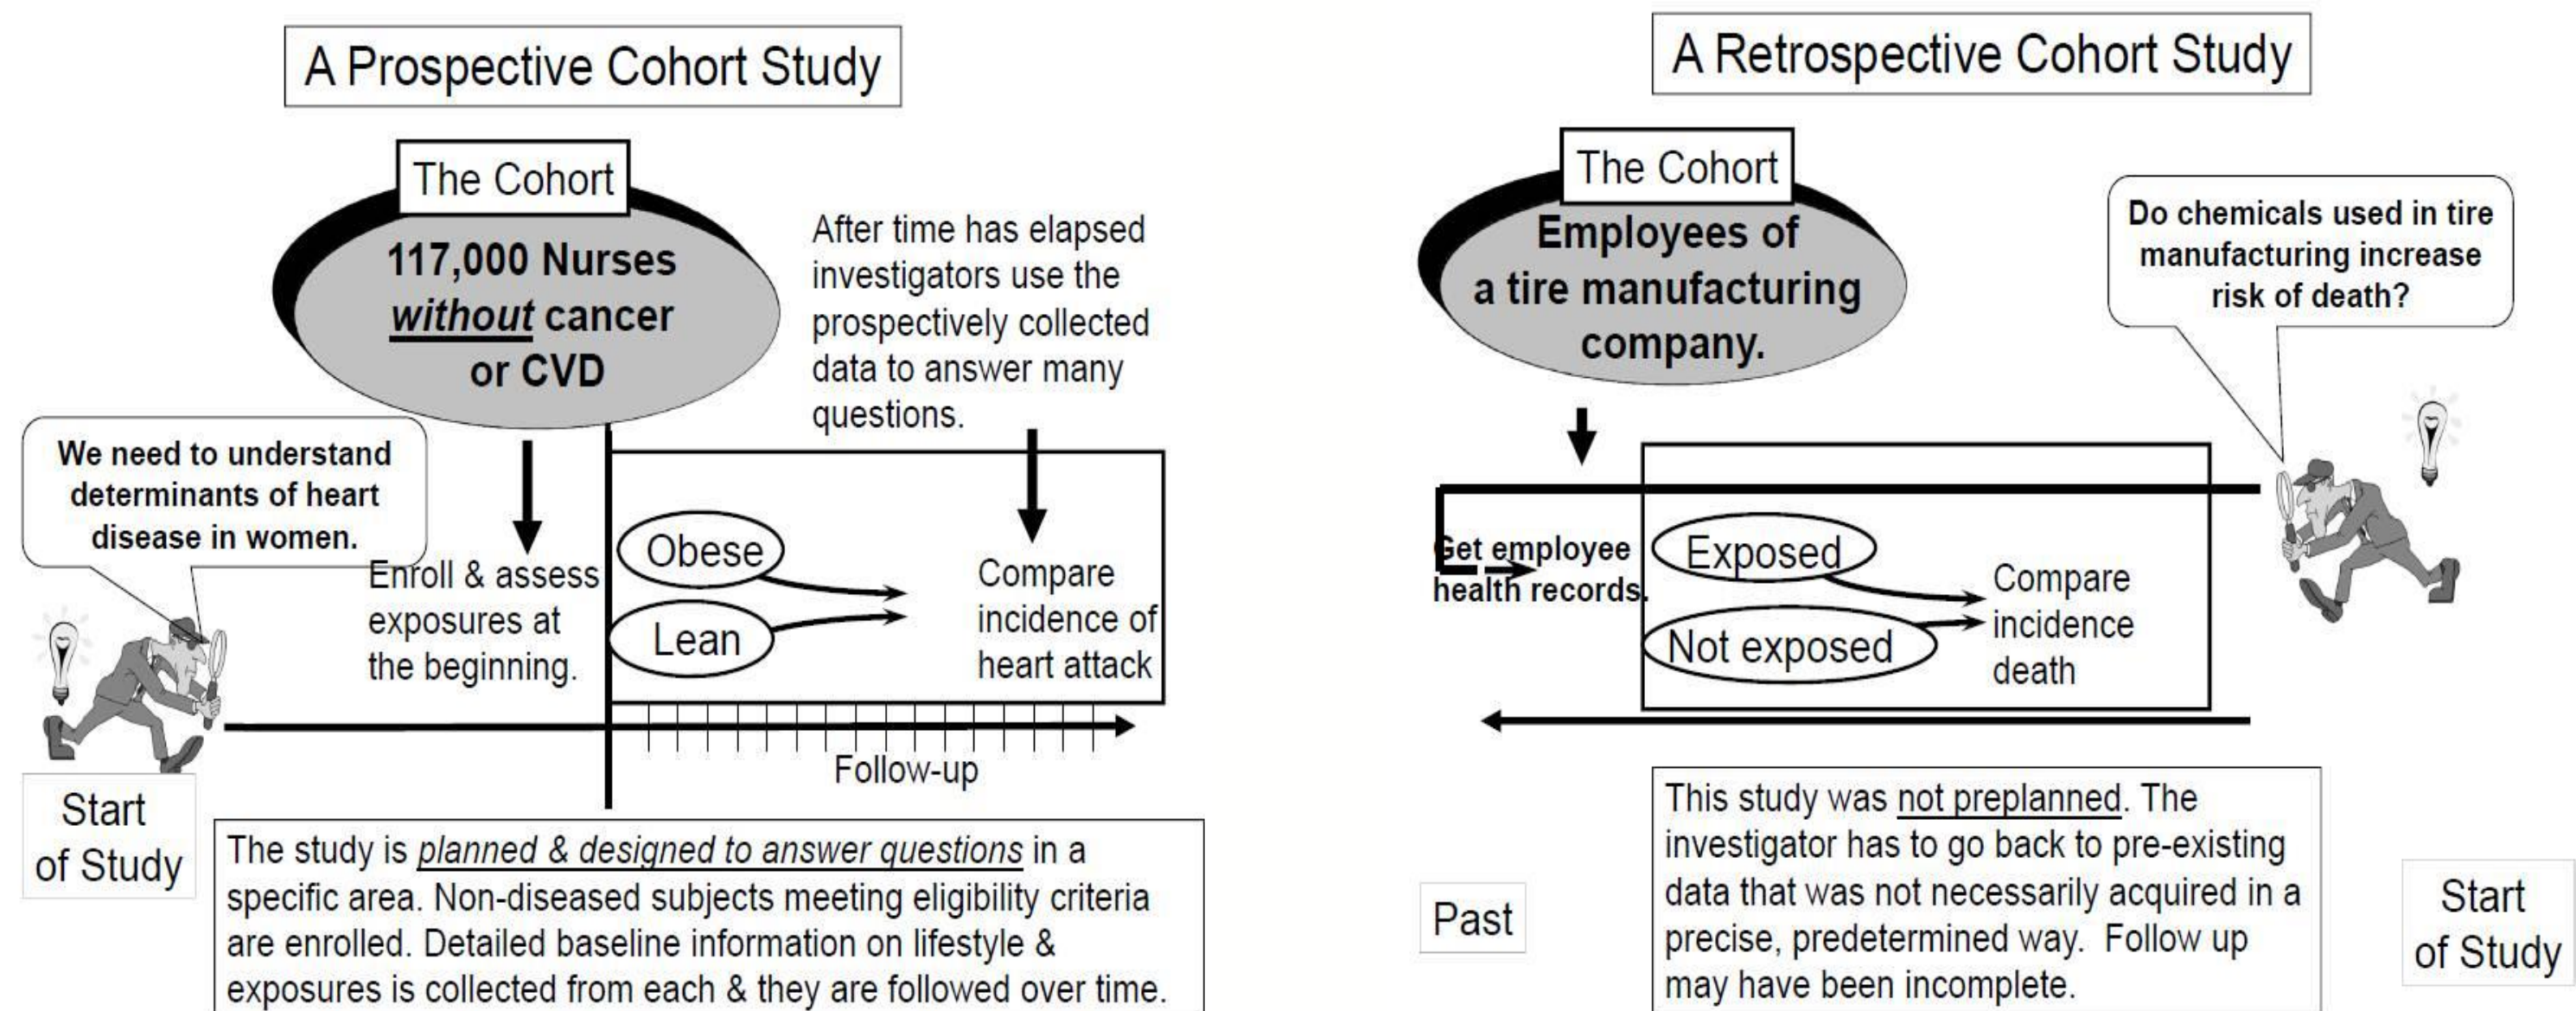 A Prospective Cohort Study
The Cohort
117,000 Nurses
without cancer
or CVD
After time has elapsed
investigators use the
prospectively collected
data to answer many
questions.
We need to understand
determinants of heart
disease in women.
Enroll & assess
exposures at
the beginning.
Obese
Lean
Compare
incidence of
heart attack
Follow-up
Start
of Study
The study is planned & designed to answer questions in a
specific area. Non-diseased subjects meeting eligibility criteria
are enrolled. Detailed baseline information on lifestyle &
exposures is collected from each & they are followed over time.
A Retrospective Cohort Study
The Cohort
Employees of
a tire manufacturing
company.
Do chemicals used in tire
manufacturing increase
risk of death?
Get employee
health records.
Exposed
Not exposed
Compare
incidence
death
Past
This study was not preplanned. The
investigator has to go back to pre-existing
data that was not necessarily acquired in a
precise, predetermined way. Follow up
may have been incomplete.
Start
of Study